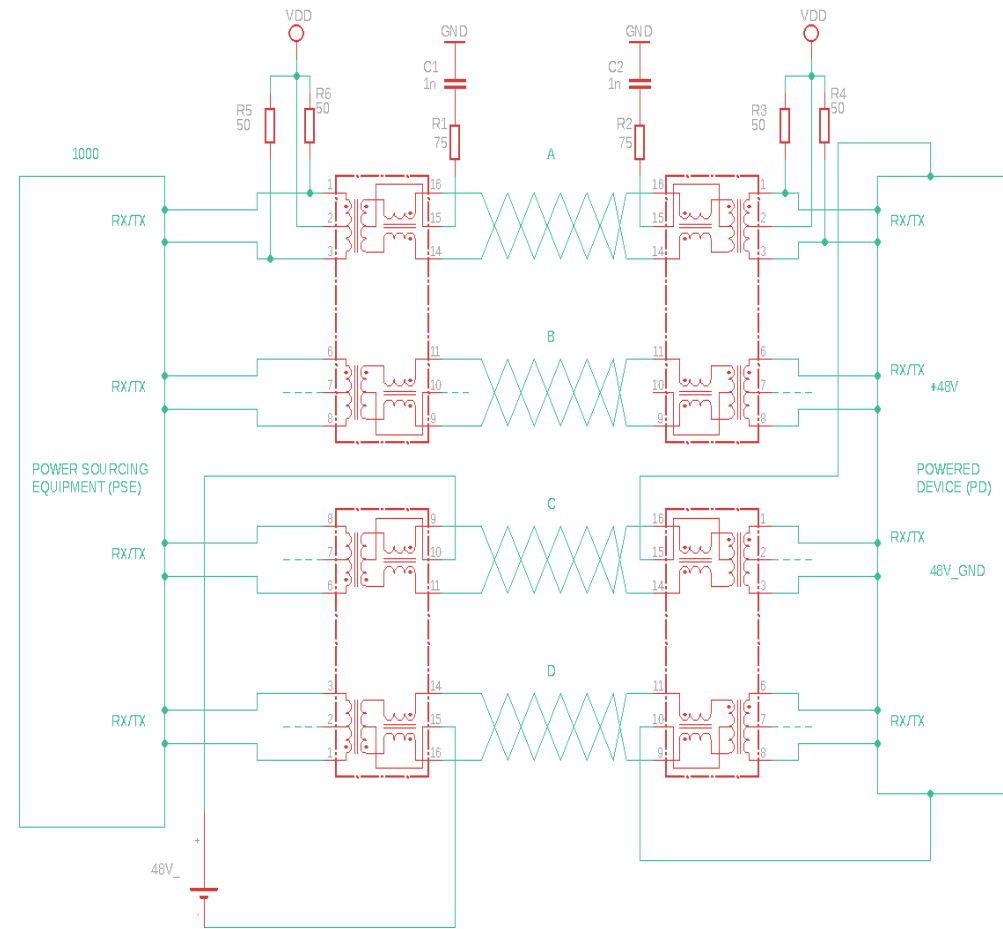 VDD
GND
GND
VDD
C1
1n
C2
1n
R5
50
R6
50
R1
75
R2
75
R3
50
R4
50
1000
A
1
16
16
1
RX/TX
2
15
15
2
RX/TX
3
14
14
3
B
6
11
11
6
RX/TX
7
10
10
7
RX/TX
+48V
8
9
9
8
POWER SOURCING
EQUIPMENT (PSE)
POWERED
DEVICE (PD)
C
8
9
16
1
RX/TX
7
10
15
2
RX/TX
6
11
14
3
48V_GND
D
3
14
11
6
RX/TX
2
15
10
7
RX/TX
1
16
9
8
+
48V_
-